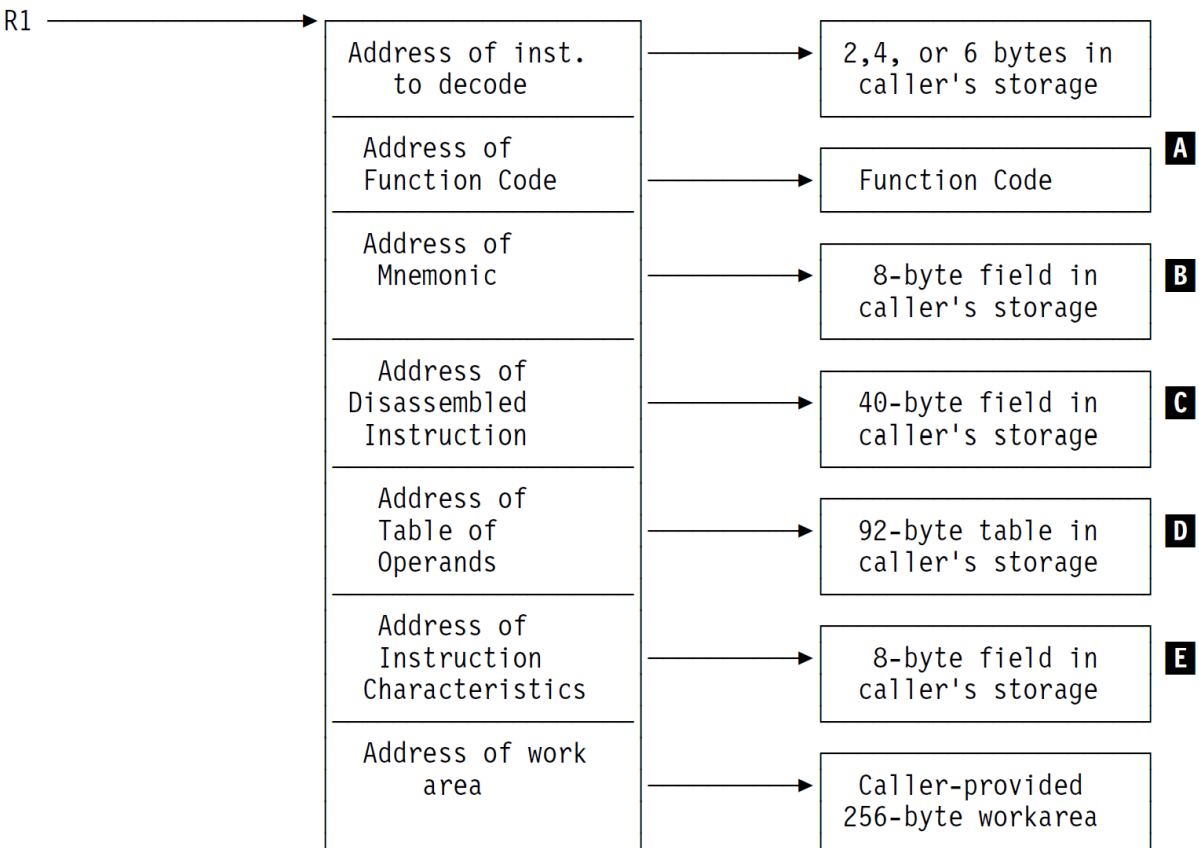 R1
Address of inst.
to decode
2,4, or 6 bytes in
caller's storage
Address of
Function Code
Function Code
A
Address of
Mnemonic
8-byte field in
caller's storage
B
Address of
Disassembled
Instruction
40-byte field in
caller's storage
C
Address of
Table of
Operands
92-byte table in
caller's storage
D
Address of
Instruction
Characteristics
8-byte field in
caller's storage
E
Address of work
area
Caller-provided
256-byte workarea